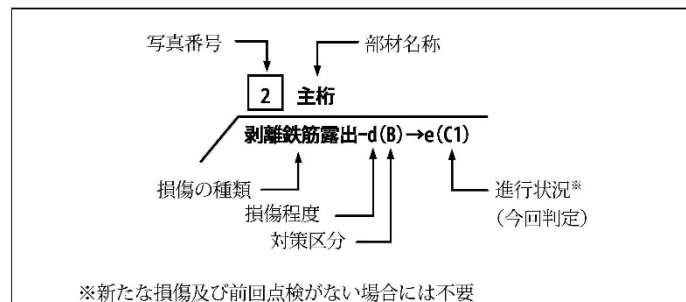 写真番号 部材名称
2 主桁
剥離鉄筋露出-d(B)→e(C1)
損傷の種類 進行状況※
損傷程度 (今回判定)
対策区分
※新たな損傷及び前回点検がない場合には不要